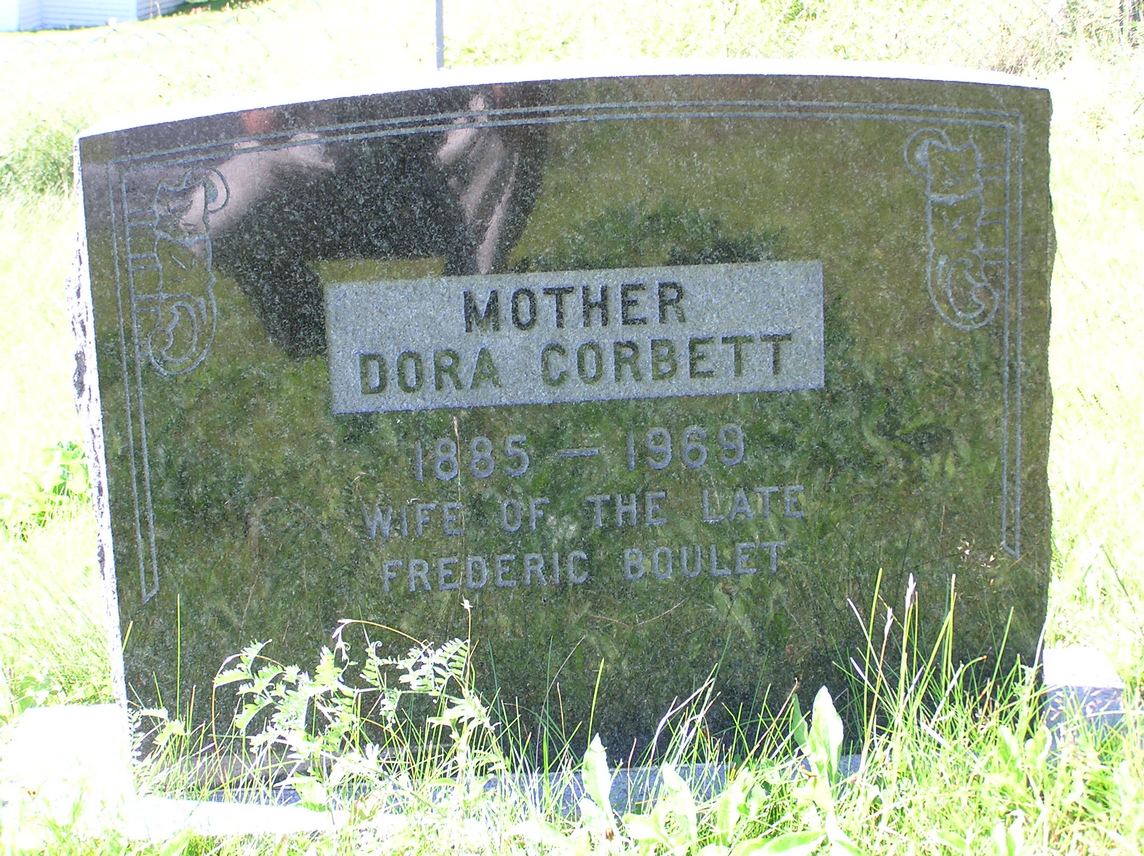 MOTHER
DORA CORBETT
1885 — 1969
WIFE OF THE LATE
FREDERIC BOULET